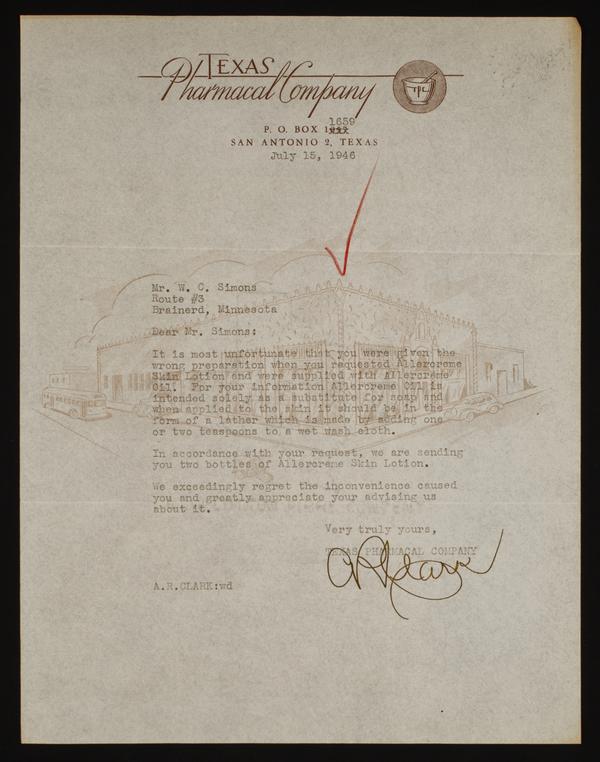 TEXAS
Pharmacal Company
TPC
1659
P. O. BOX
SAN ANTONIO 2, TEXAS
July 15, 1946
Mr. W. C. Simons
Route #3
Brainerd, Minnesota
Dear Mr. Simons:
It is most unfortunate that you were given the
wrong preparation when you requested Allercreme
Skin Lotion and were supplied with Allercreme
Oil. For your information Allercreme Oil is
intended solely as a substitute for soap and
when applied to the skin it should be in the
form of a lather which is made by adding one
or two teaspoons to a wet wash cloth.
In accordance with your request, we are sending
you two bottles of Allercreme Skin Lotion.
We exceedingly regret the inconvenience caused
you and greatly appreciate your advising us
about it.
Very truly yours,
TEXAS PHARMACAL COMPANY
A R Clark
A.R.CLARK:wd